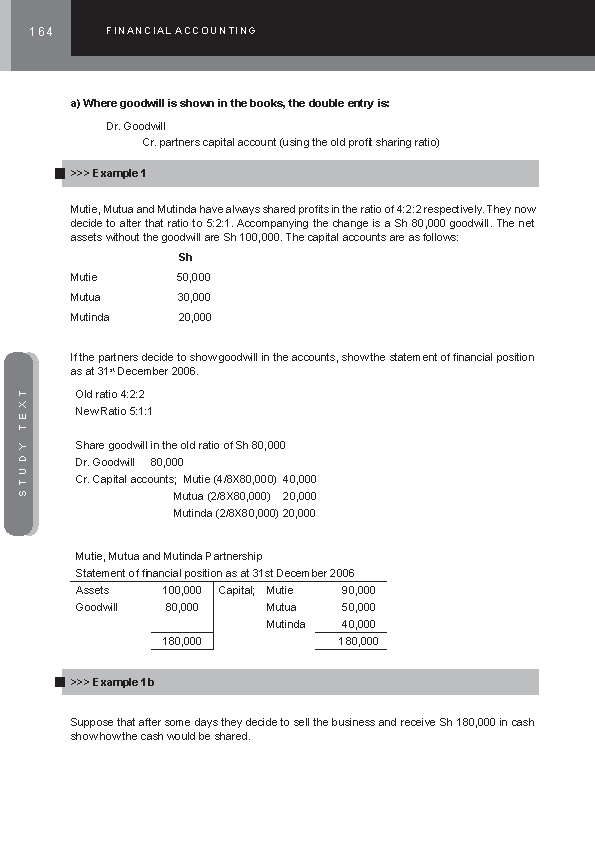 164
FINANCIAL ACCOUNTING
a) Where goodwill is shown in the books, the double entry is:
Dr. Goodwill
Cr. partners capital account (using the old profit sharing ratio)
>>> Example 1
Mutie, Mutua and Mutinda have always shared profits in the ratio of 4:2:2 respectively. They now
decide to alter that ratio to 5:2:1. Accompanying the change is a Sh 80,000 goodwill. The net
assets without the goodwill are Sh 100,000. The capital accounts are as follows:
Sh
Mutie 50,000
Mutua 30,000
Mutinda 20,000
If the partners decide to show goodwill in the accounts, show the statement of financial position
as at 31st December 2006.
Old ratio 4:2:2
New Ratio 5:1:1
Share goodwill in the old ratio of Sh 80,000
Dr. Goodwill 80,000
Cr. Capital accounts; Mutie (4/8X80,000) 40,000
Mutua (2/8X80,000) 20,000
Mutinda (2/8X80,000) 20,000
STUDY TEXT
Mutie, Mutua and Mutinda Partnership
Statement of financial position as at 31st December 2006
Assets 100,000 Capital; Mutie 90,000
Goodwill 80,000 Mutua 50,000
Mutinda 40,000
180,000 180,000
>>> Example 1b
Suppose that after some days they decide to sell the business and receive Sh 180,000 in cash
show how the cash would be shared.